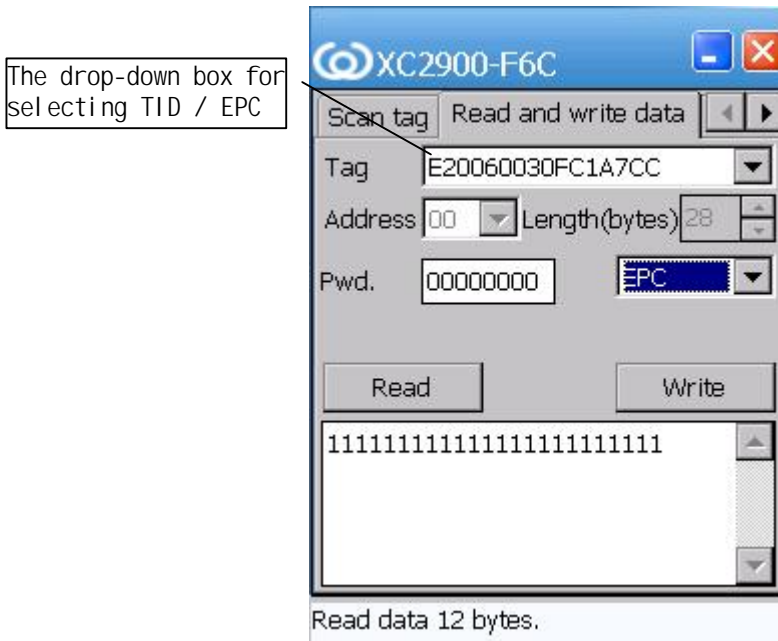 The drop-down box for
selecting TID / EPC
XC2900-F6C
Scan tag Read and write data
Tag E20060030FC1A7CC
Address 00 Length(bytes) 28
Pwd. 00000000 EPC
Read Write
111111111111111111111111
Read data 12 bytes.